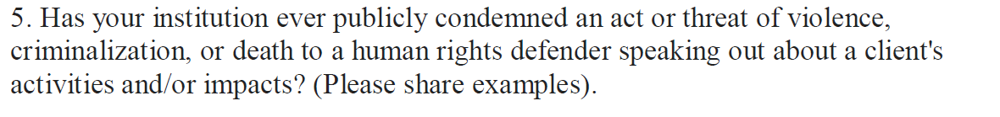 5. Has your institution ever publicly condemned an act or threat of violence,
criminalization, or death to a human rights defender speaking out about a client's
activities and/or impacts? (Please share examples).